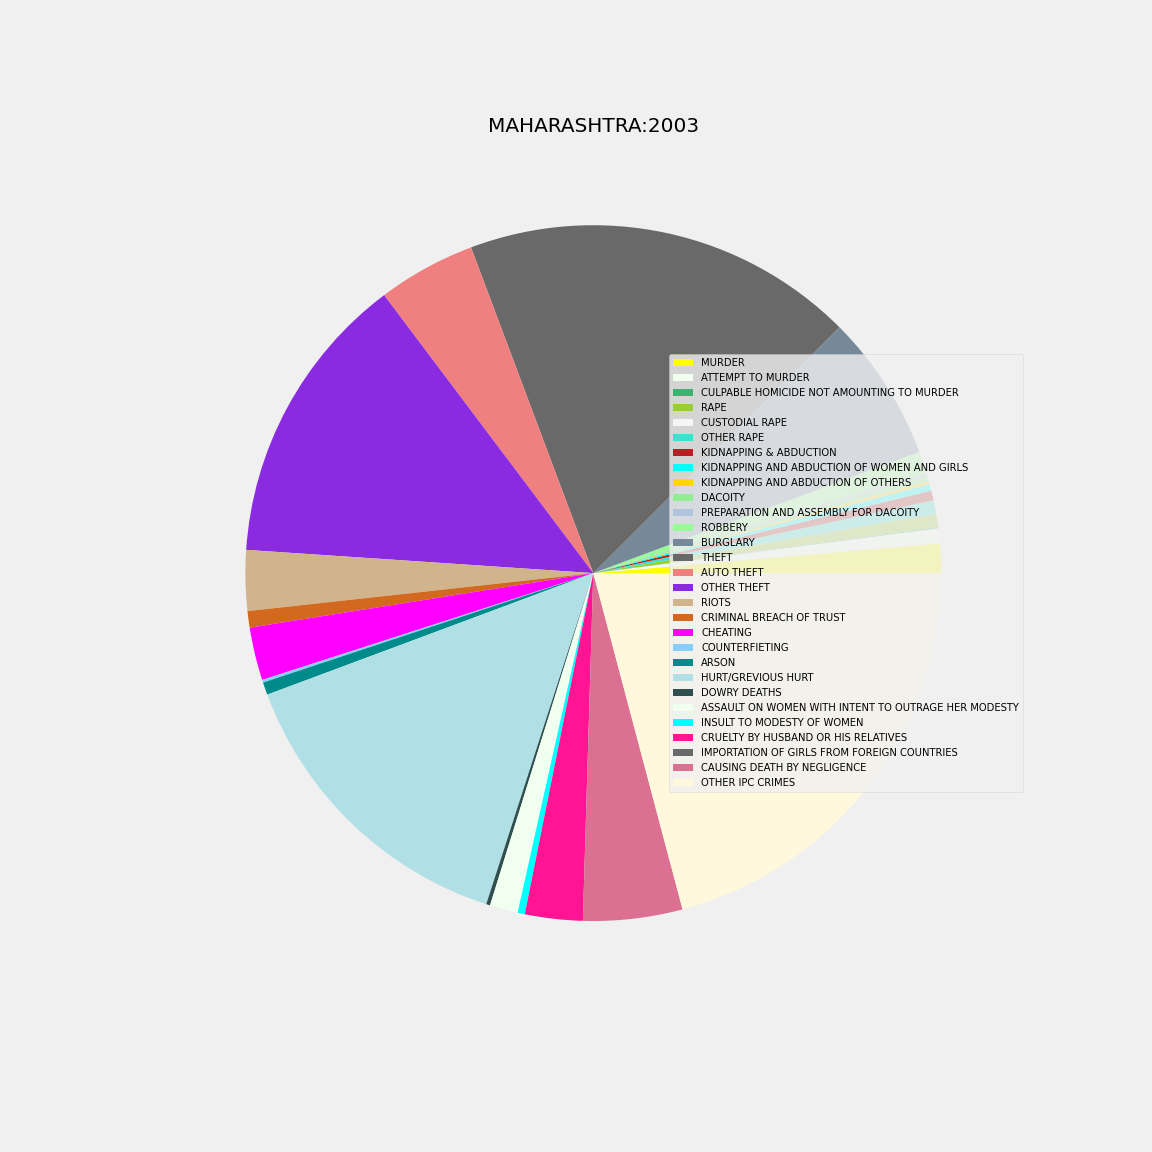 MAHARASHTRA:2003
MURDER
ATTEMPT TO MURDER
CULPABLE HOMICIDE NOT AMOUNTING TO MURDER
RAPE
CUSTODIAL RAPE
OTHER RAPE
KIDNAPPING & ABDUCTION
KIDNAPPING AND ABDUCTION OF WOMEN AND GIRLS
KIDNAPPING AND ABDUCTION OF OTHERS
DACOITY
PREPARATION AND ASSEMBLY FOR DACOITY
ROBBERY
BURGLARY
THEFT
AUTO THEFT
OTHER THEFT
RIOTS
CRIMINAL BREACH OF TRUST
CHEATING
COUNTERFIETING
ARSON
HURT/GREVIOUS HURT
DOWRY DEATHS
ASSAULT ON WOMEN WITH INTENT TO OUTRAGE HER MODESTY
INSULT TO MODESTY OF WOMEN
CRUELTY BY HUSBAND OR HIS RELATIVES
IMPORTATION OF GIRLS FROM FOREIGN COUNTRIES
CAUSING DEATH BY NEGLIGENCE
OTHER IPC CRIMES